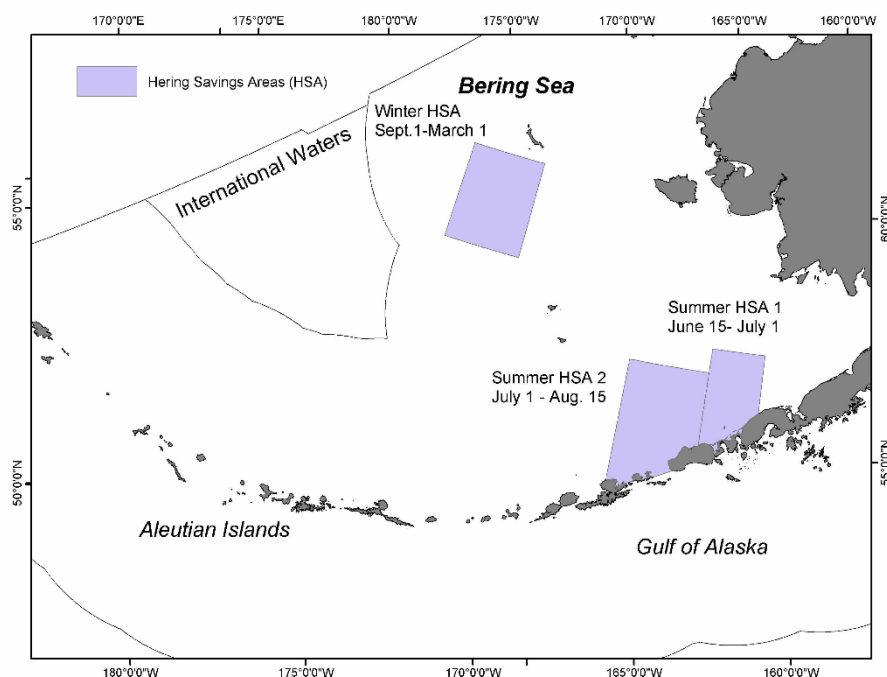 170°0'0"E 175°0'0"E 180°0'0" 175°0'0"W 170°0'0"W 165°0'0"W 160°0'0"W
Hering Savings Areas (HSA)
Bering Sea
Winter HSA
Sept.1-March 1
International Waters
55°0'0"N
60°0'0"N
Summer HSA 1
June 15- July 1
Summer HSA 2
July 1 - Aug. 15
50°0'0"N
55°0'0"N
Aleutian Islands
Gulf of Alaska
180°0'0" 175°0'0"W 170°0'0"W 165°0'0"W 160°0'0"W